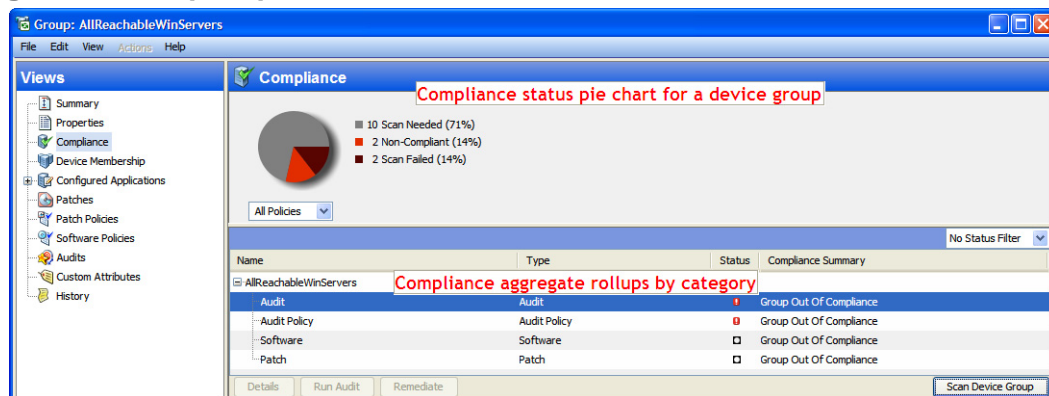 Group: AllReachableWinServers
File Edit View Actions Help
Views
Summary
Properties
Compliance
Device Membership
Configured Applications
Patches
Patch Policies
Software Policies
Audits
Custom Attributes
History
Compliance
Compliance status pie chart for a device group
10 Scan Needed (71%)
2 Non-Compliant (14%)
2 Scan Failed (14%)
All Policies
No Status Filter
Name Type Status Compliance Summary
AllReachableWinServers
Compliance aggregate rollups by category
Audit Audit Group Out Of Compliance
Audit Policy Audit Policy Group Out Of Compliance
Software Software Group Out Of Compliance
Patch Patch Group Out Of Compliance
Details Run Audit Remediate Scan Device Group